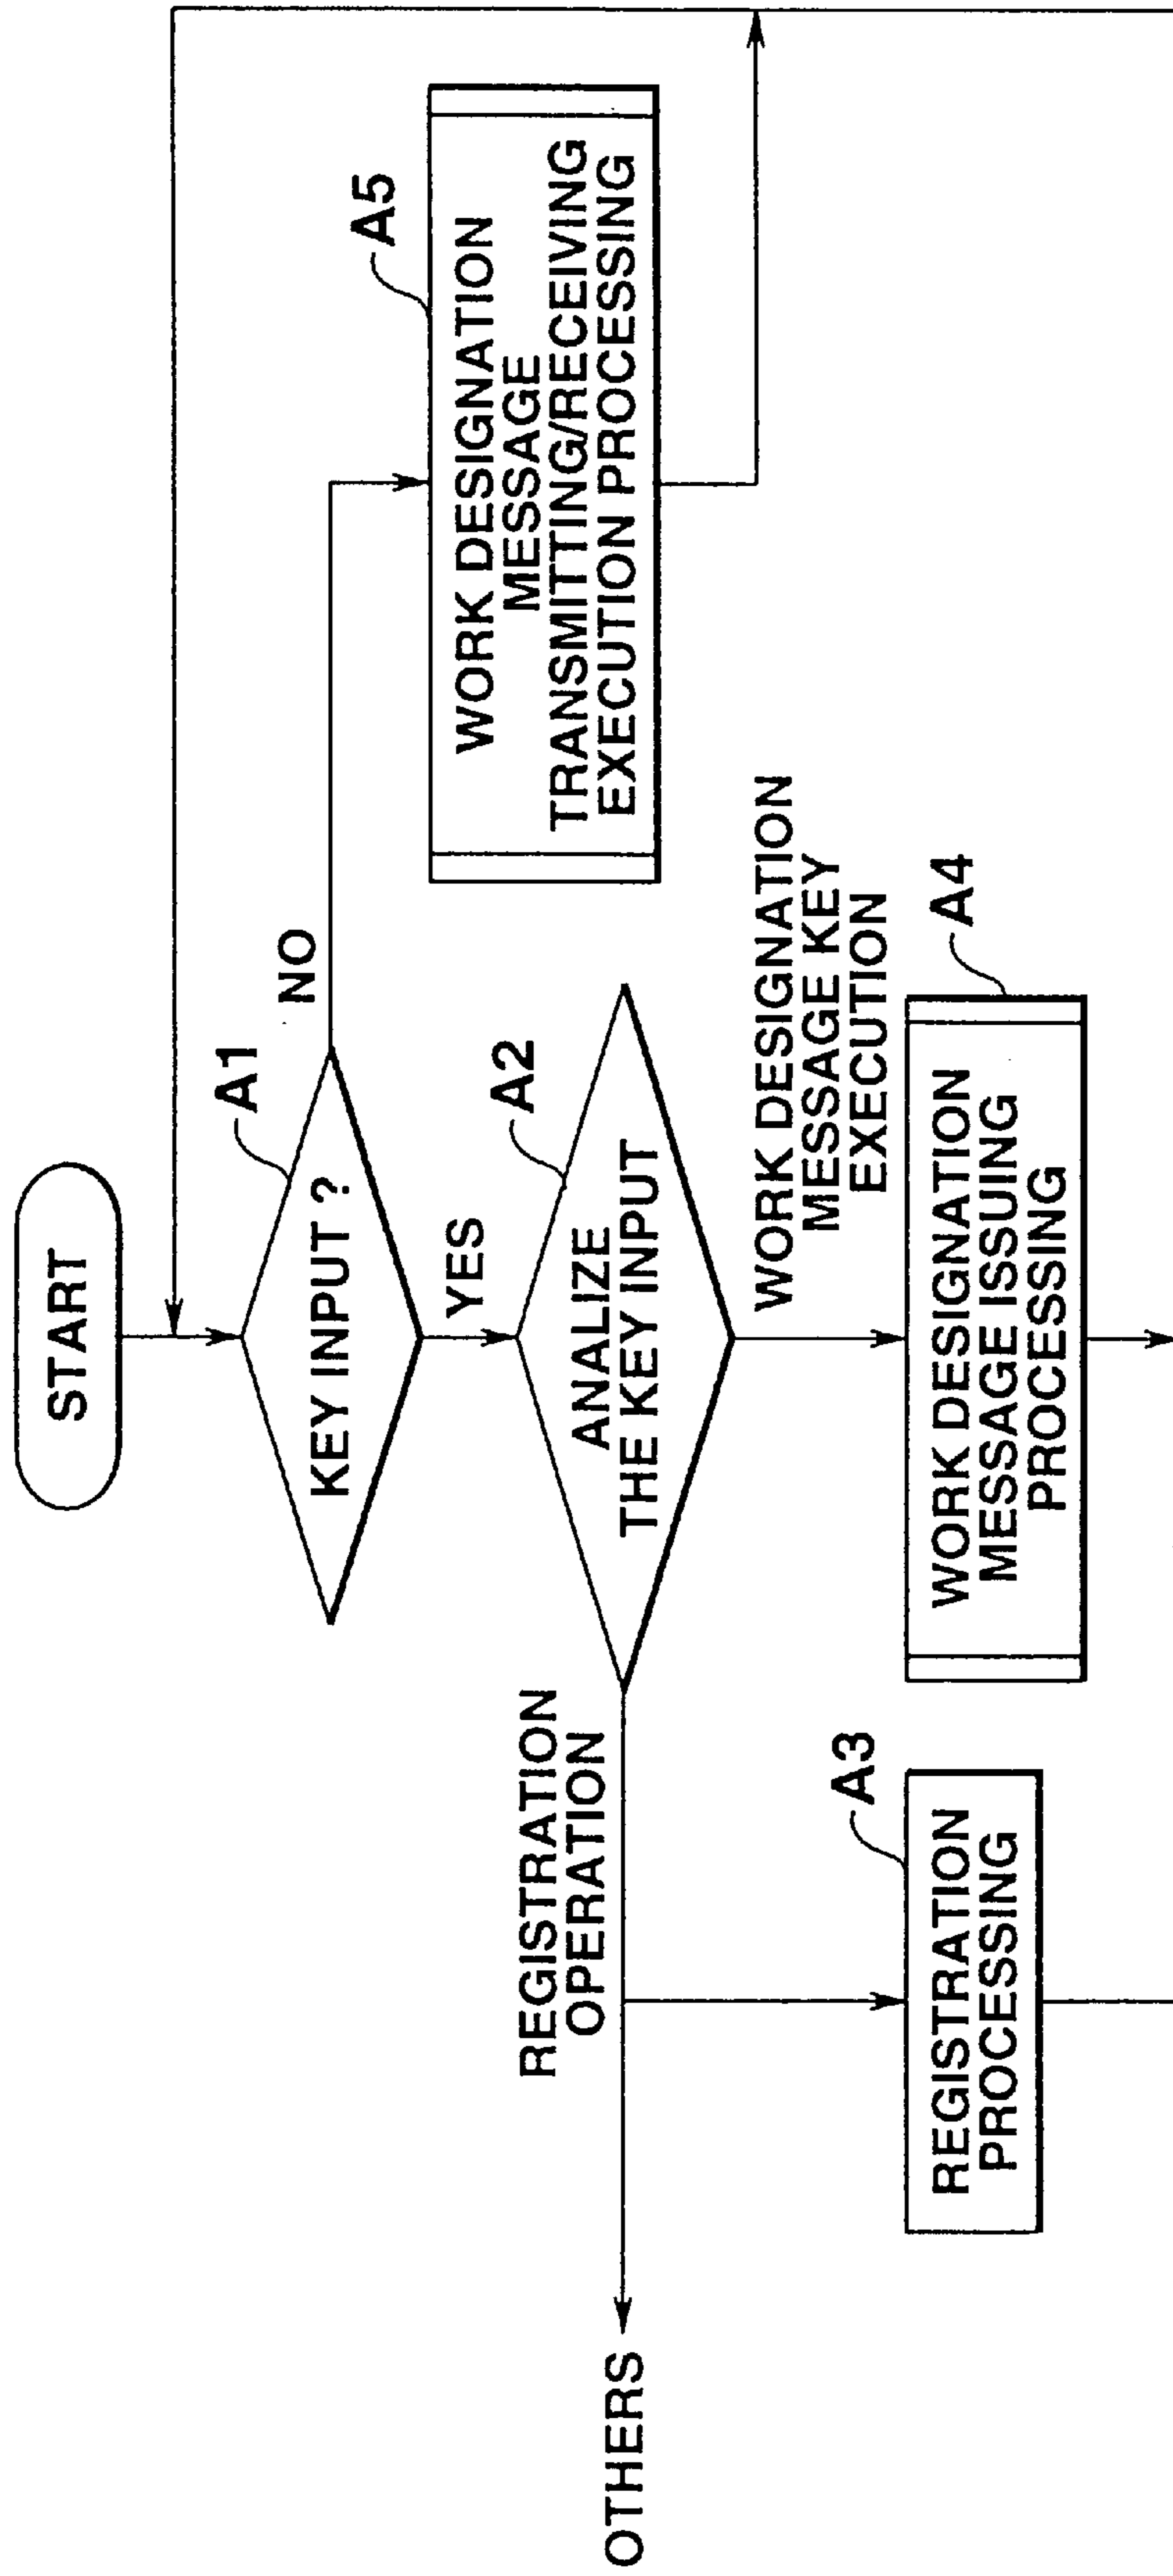 START
A1
KEY INPUT ?
NO
YES
A5
WORK DESIGNATION
MESSAGE
TRANSMITTING/RECEIVING
EXECUTION PROCESSING
A2
ANALIZE
THE KEY INPUT
REGISTRATION
OPERATION
OTHERS
WORK DESIGNATION
MESSAGE KEY
EXECUTION
A3
REGISTRATION
PROCESSING
A4
WORK DESIGNATION
MESSAGE ISSUING
PROCESSING